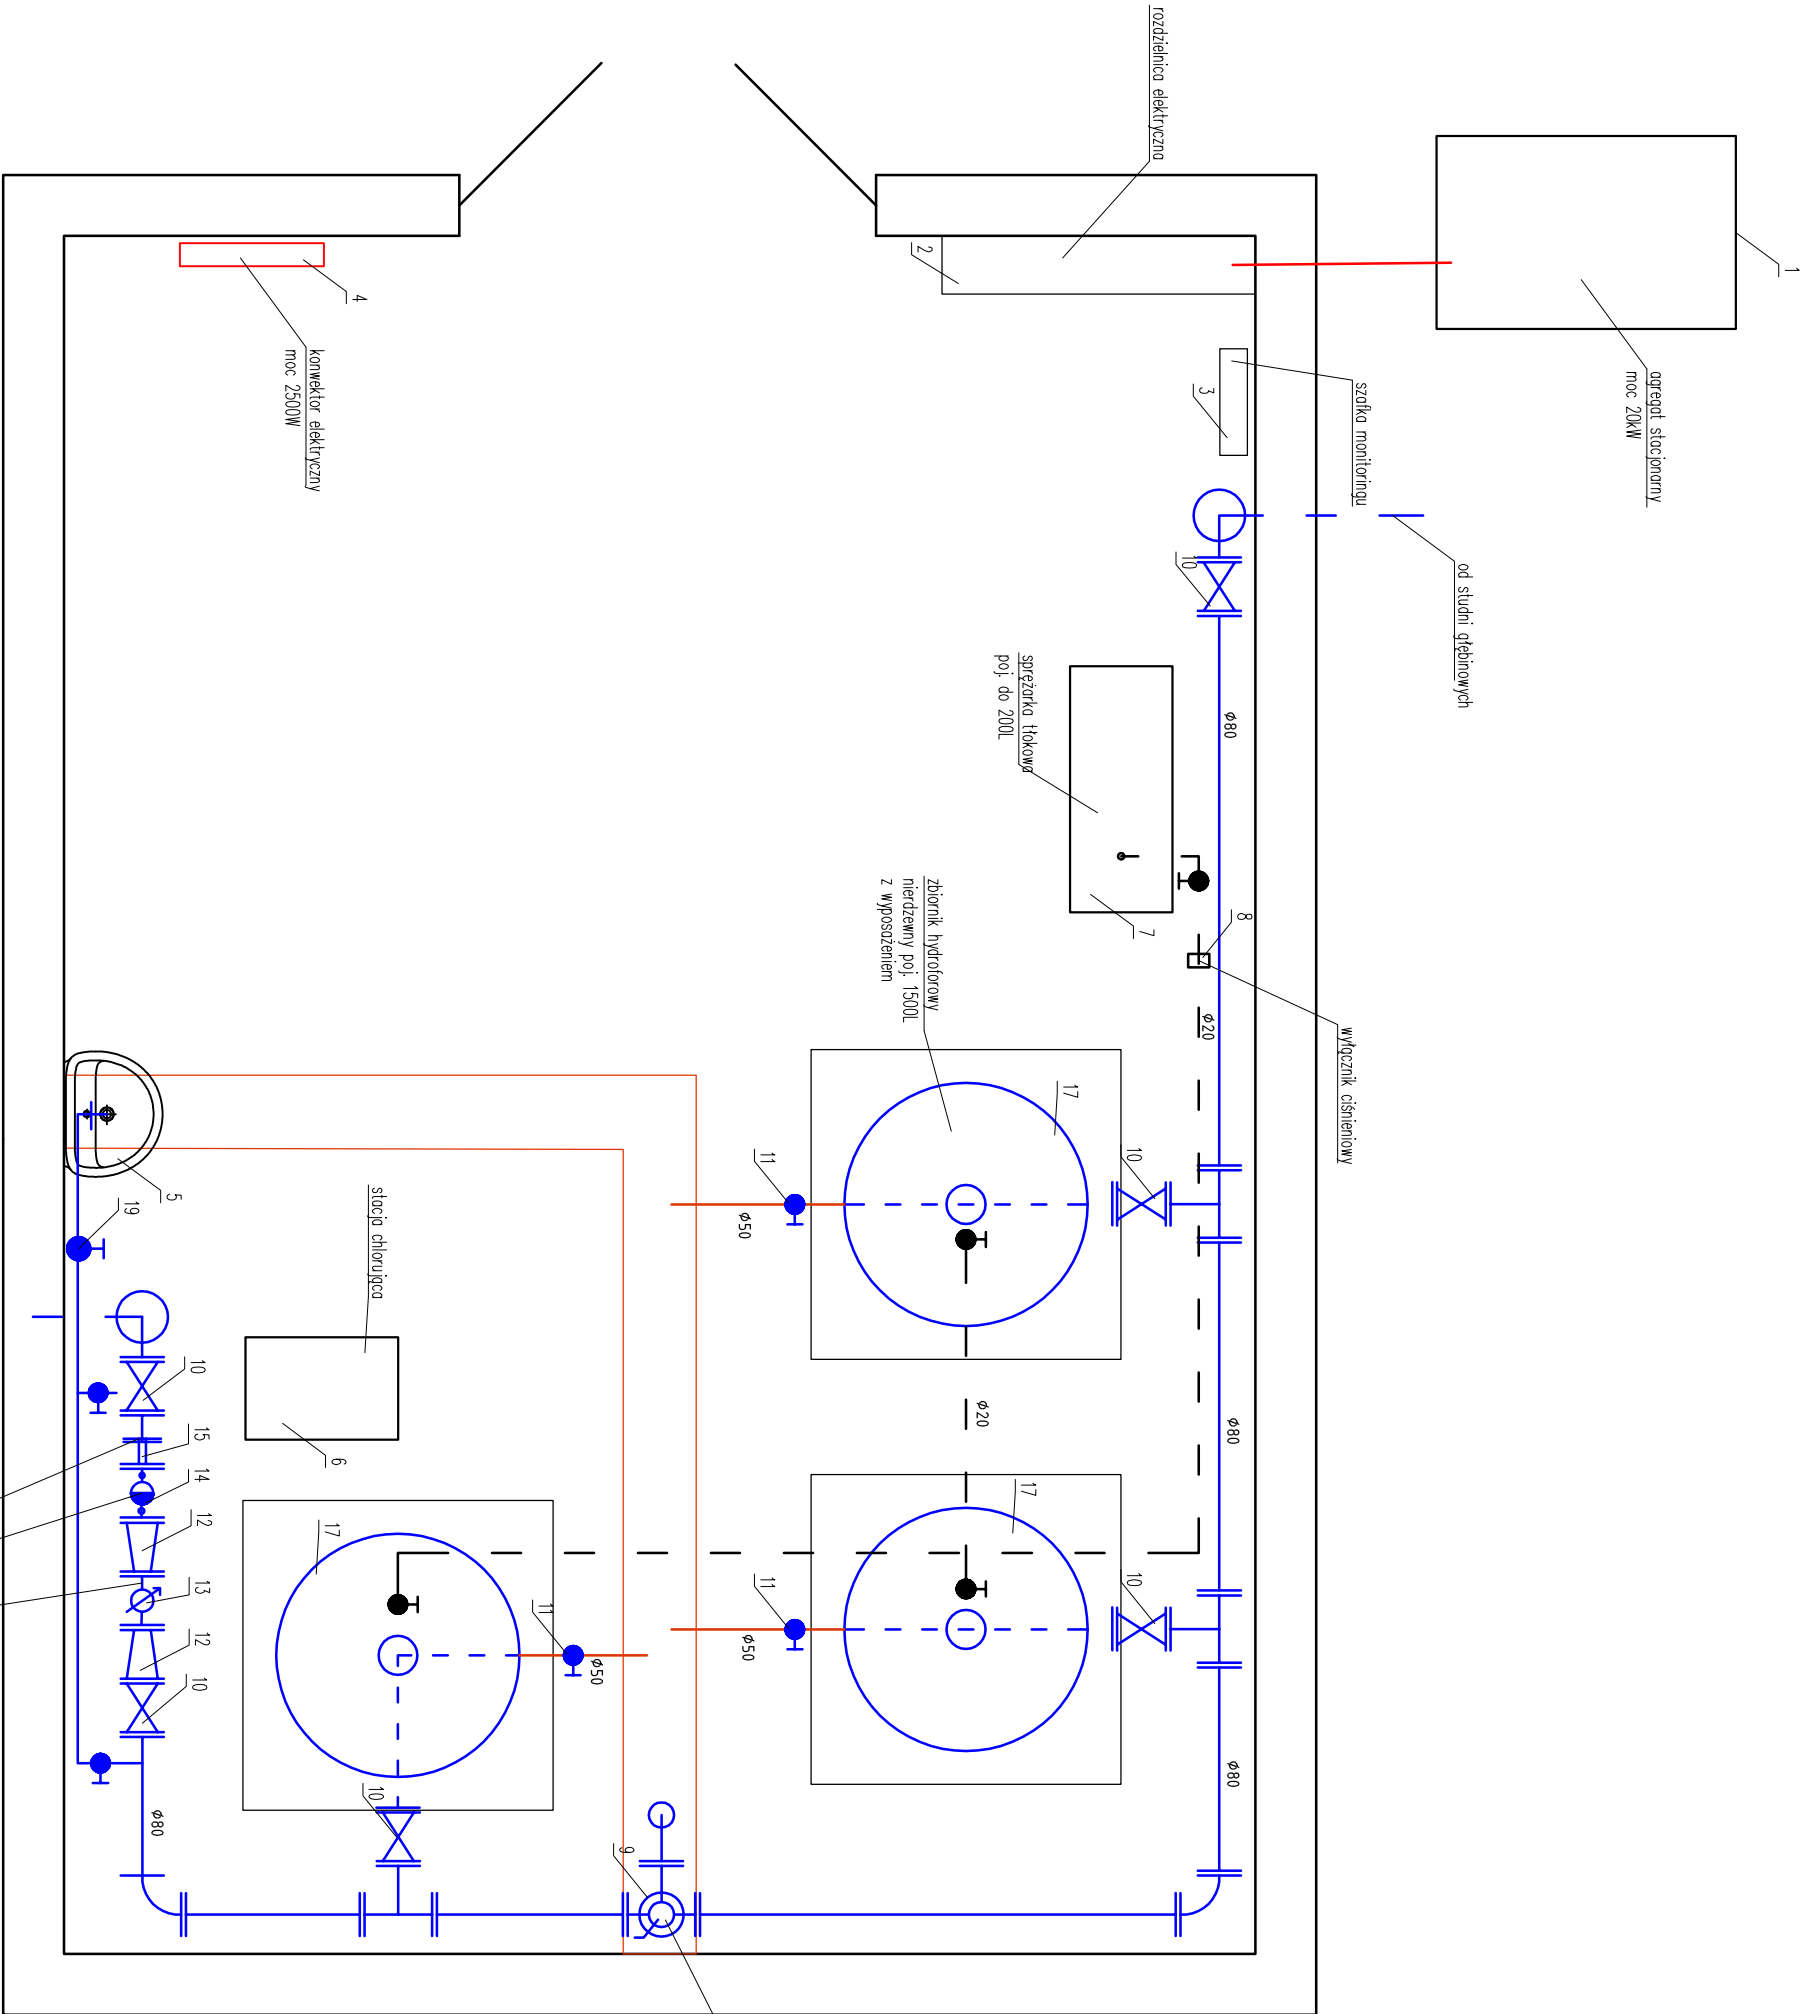 1
agregat stacjonarny
moc 20kW
rozdzielnica elektryczna
2
szafka monitoringu
3
4
konwektor elektryczny
moc 2500W
od studni głebinowych
10
ø80
sprężarka tłokowa
poj. do 200L
7
8
wyłącznik ciśnieniowy
ø20
zbiornik hydroforowy
nierdzewny poj. 1500L
z wyposażeniem
17
10
11
ø50
5
19
stacja chlorująca
6
ø20
ø80
17
10
11
ø50
10
15
14
12
13
12
10
17
11
ø50
10
ø80
ø80
9